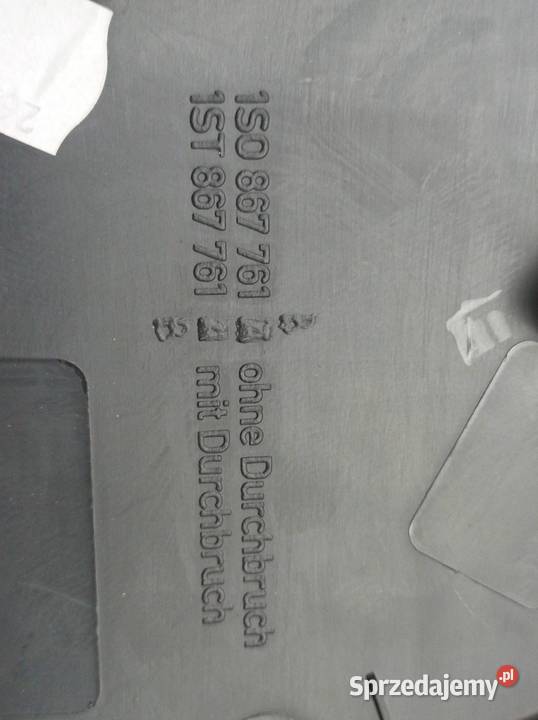 1S0 867 761 ohne Durchbruch
1ST 867 761 mit Durchbruch
Sprzedajemy.pl